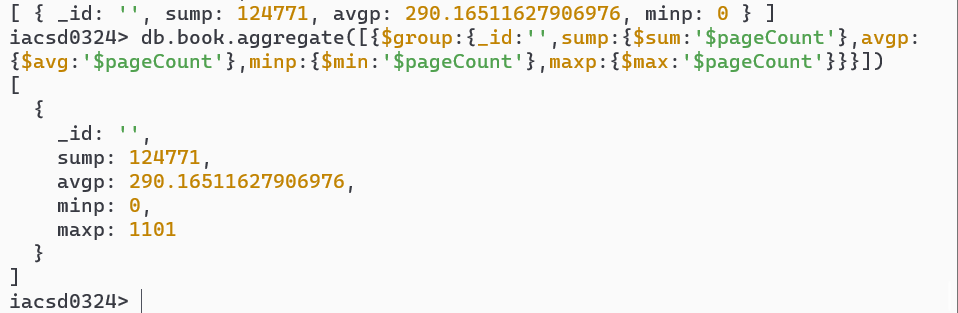 [ { _id: '', sump: 124771, avgp: 290.16511627906976, minp: 0 } ]
iacsd0324> db.book.aggregate([{$group:{_id:'',sump:{$sum:'$pageCount'},avgp:
{$avg:'$pageCount'},minp:{$min:'$pageCount'},maxp:{$max:'$pageCount'}}}])
[
  {
    _id: '',
    sump: 124771,
    avgp: 290.16511627906976,
    minp: 0,
    maxp: 1101
  }
]
iacsd0324>